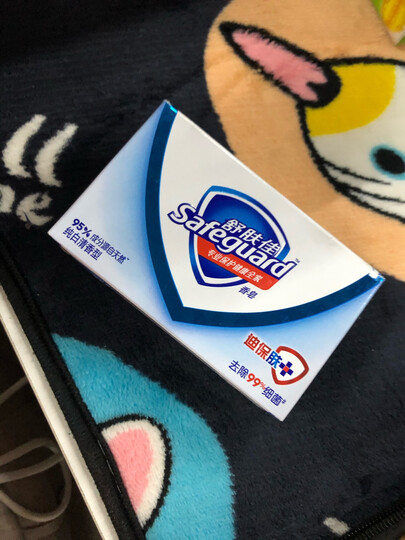 舒肤佳
Safeguard
专业保护健康全家
香皂
95%成分源自天然*
纯白清香型
迪保肤
去除99%细菌